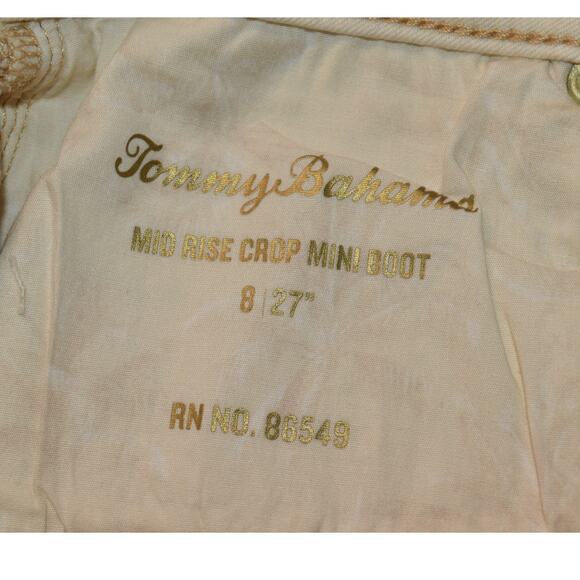 Tommy Bahama
MID RISE CROP MINI BOOT
8 | 27"
RN NO. 86549